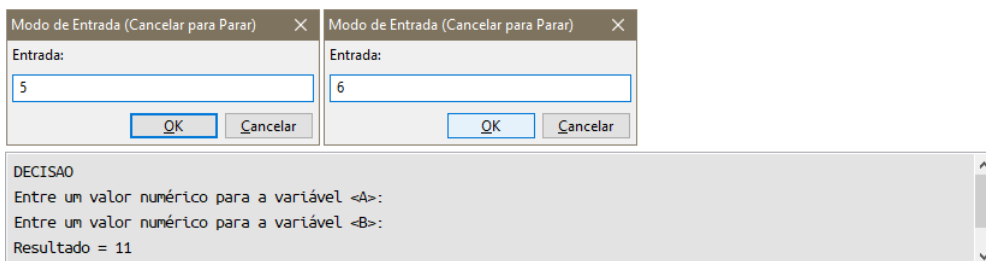 Modo de Entrada (Cancelar para Parar)
Entrada:
5
OK Cancelar
Modo de Entrada (Cancelar para Parar)
Entrada:
6
OK Cancelar
DECISAO
Entre um valor numérico para a variável <A>:
Entre um valor numérico para a variável <B>:
Resultado = 11